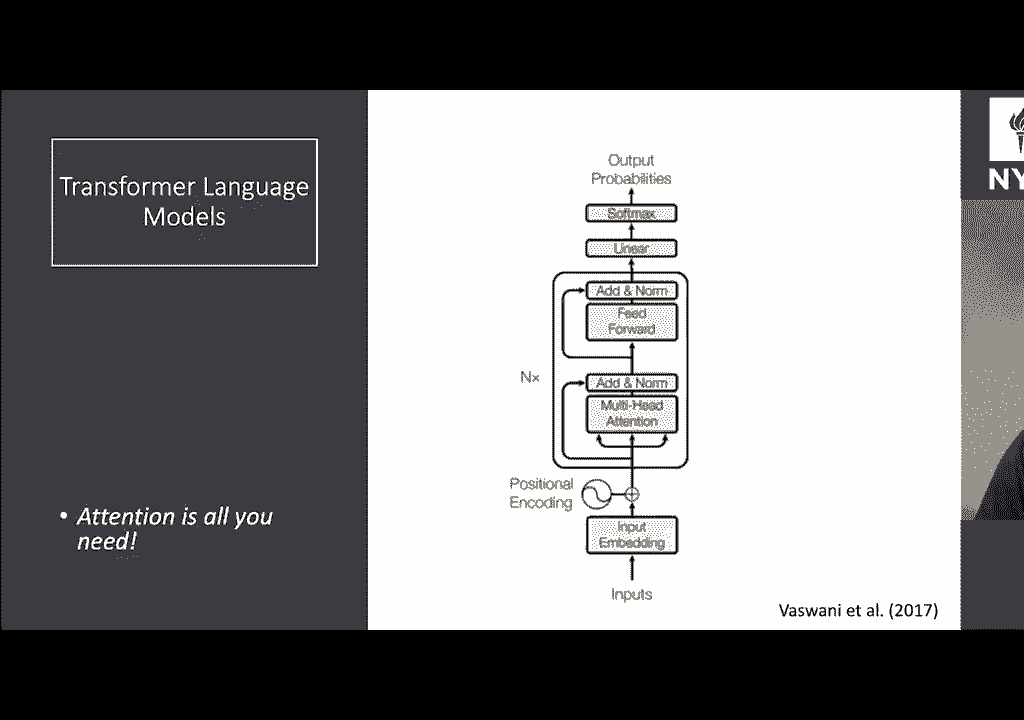 Transformer Language
Models
• Attention is all you
need!
Output
Probabilities
Softmax
Linear
Add & Norm
Feed
Forward
Nx
Add & Norm
Multi-Head
Attention
Positional
Encoding
Input
Embedding
Inputs
Vaswani et al. (2017)
NY